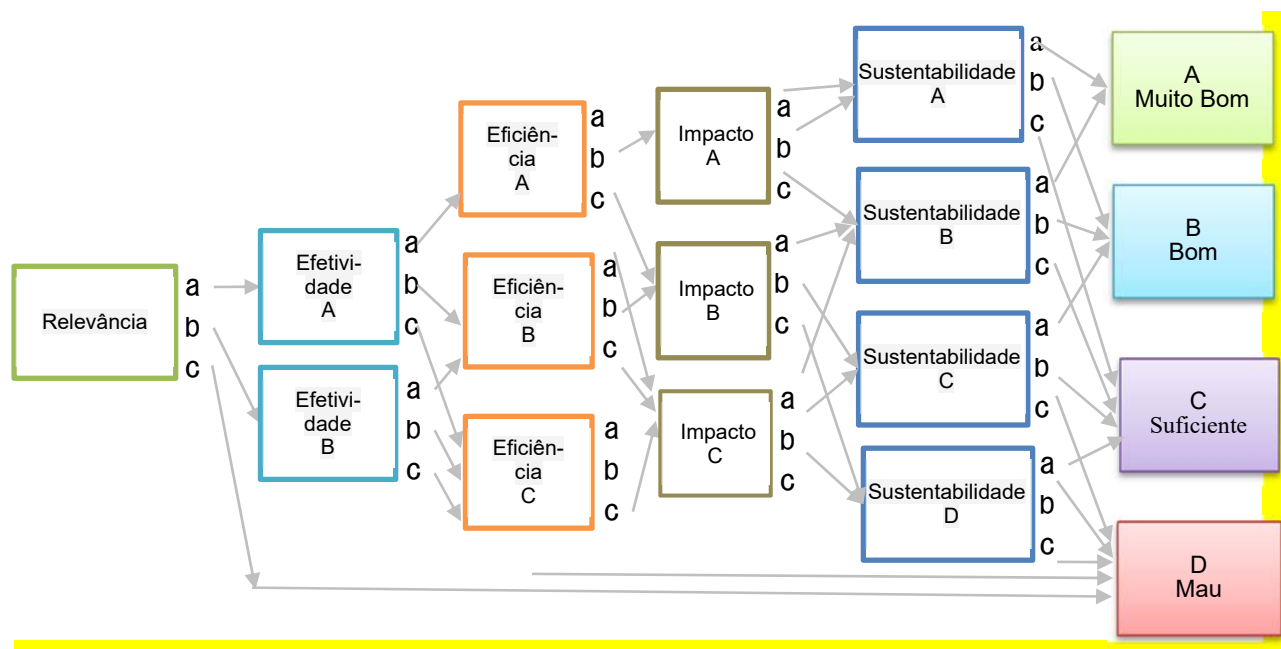 Relevância
a
b
c
Efetivi-
dade
A
a
b
c
Efetivi-
dade
B
a
b
c
Eficiên-
cia
A
a
b
c
Eficiên-
cia
B
a
b
c
Eficiên-
cia
C
a
b
c
Impacto
A
a
b
c
Impacto
B
a
b
c
Impacto
C
a
b
c
Sustentabilidade
A
a
b
c
Sustentabilidade
B
a
b
c
Sustentabilidade
C
a
b
c
Sustentabilidade
D
a
b
c
A
Muito Bom
B
Bom
C
Suficiente
D
Mau